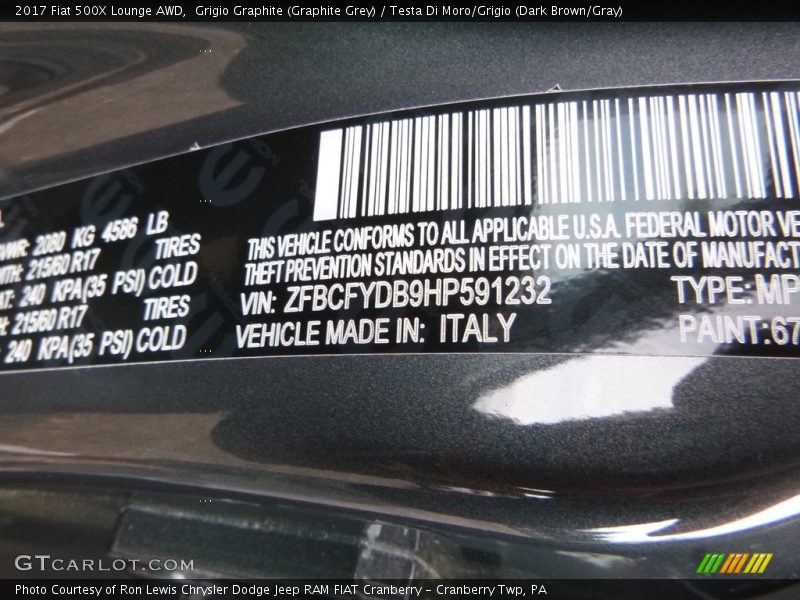 2017 Fiat 500X Lounge AWD, Grigio Graphite (Graphite Grey) / Testa Di Moro/Grigio (Dark Brown/Gray)
2080 KG 4586 LB
215/60 R17 TIRES
240 KPA(35 PSI) COLD
215/60 R17 TIRES
240 KPA(35 PSI) COLD
THIS VEHICLE CONFORMS TO ALL APPLICABLE U.S.A. FEDERAL MOTOR VE
THEFT PREVENTION STANDARDS IN EFFECT ON THE DATE OF MANUFACT
VIN: ZFBCFYDB9HP591232 TYPE: MP
VEHICLE MADE IN: ITALY PAINT: 67
GTCARLOT.COM
Photo Courtesy of Ron Lewis Chrysler Dodge Jeep RAM FIAT Cranberry – Cranberry Twp, PA